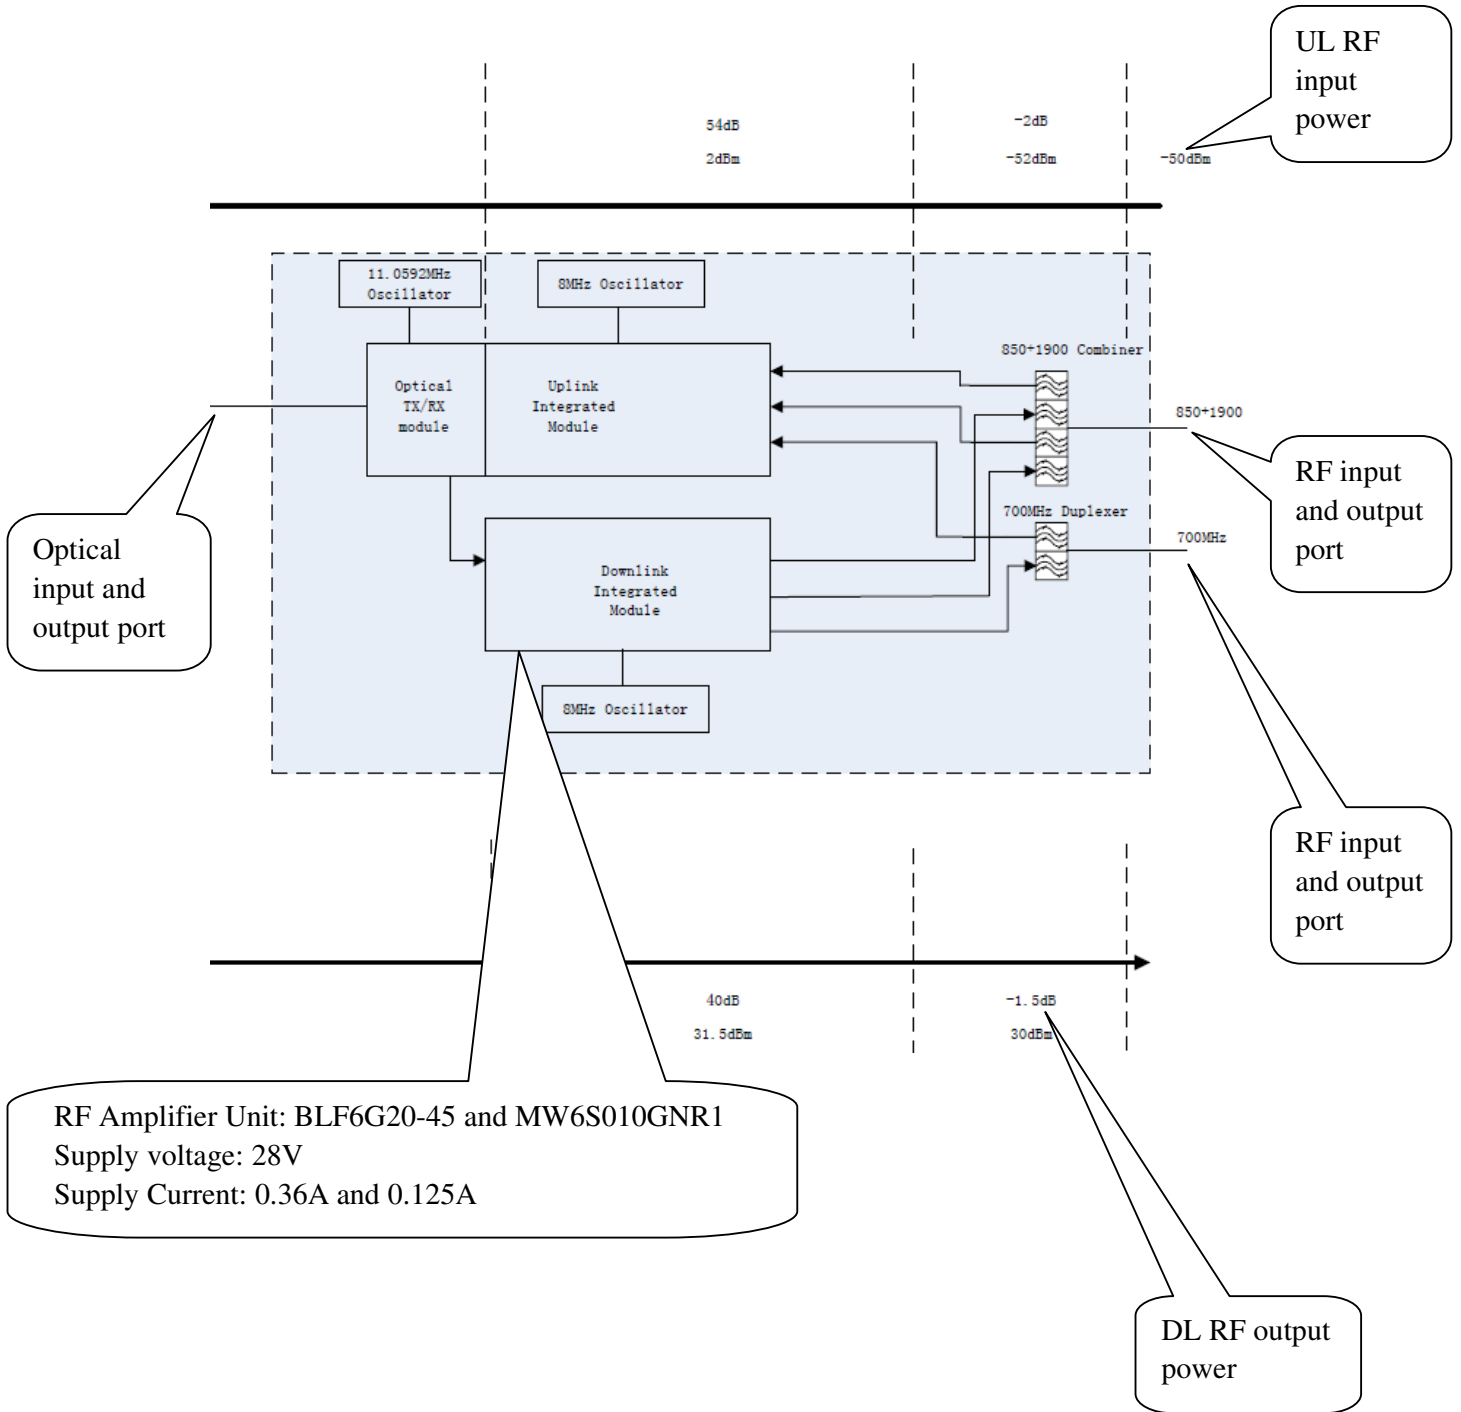 UL RF
input
power
54dB
-2dB
2dBm
-52dBm
-50dBm
11.0592MHz
Oscillator
8MHz Oscillator
850+1900 Combiner
Optical
TX/RX
module
Uplink
Integrated
Module
850+1900
RF input
and output
port
700MHz Duplexer
700MHz
Optical
input and
output port
Downlink
Integrated
Module
8MHz Oscillator
RF input
and output
port
40dB
-1.5dB
31.5dBm
30dBm
RF Amplifier Unit: BLF6G20-45 and MW6S010GNR1
Supply voltage: 28V
Supply Current: 0.36A and 0.125A
DL RF output
power